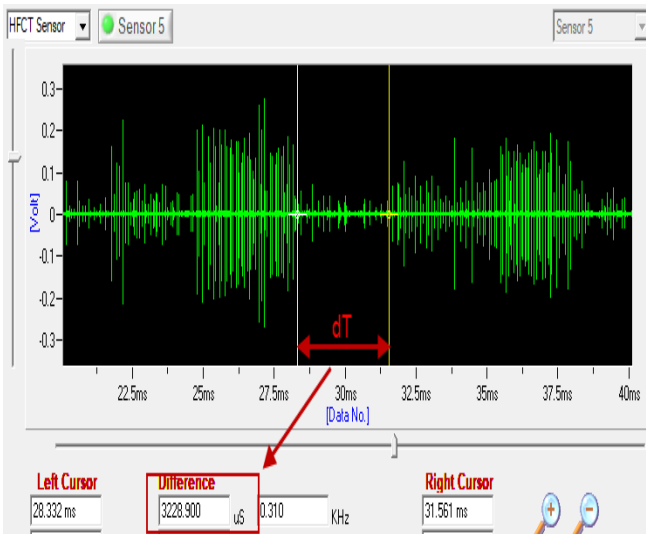 HFCT Sensor Sensor 5 Sensor 5
0.3
0.2
0.1
0
-0.1
-0.2
-0.3
[Volt]
dT
22.5ms 25ms 27.5ms 30ms 32.5ms 35ms 37.5ms 40ms
[Data No.]
Left Cursor Difference Right Cursor
28.332 ms 3228.900 uS 0.310 KHz 31.561 ms